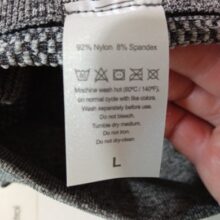 92% Nylon  8% Spandex
Machine wash hot (60°C / 140°F),
on normal cycle with like colors.
Wash separately before use.
Do not bleach.
Tumble dry medium.
Do not iron.
Do not dry-clean
L